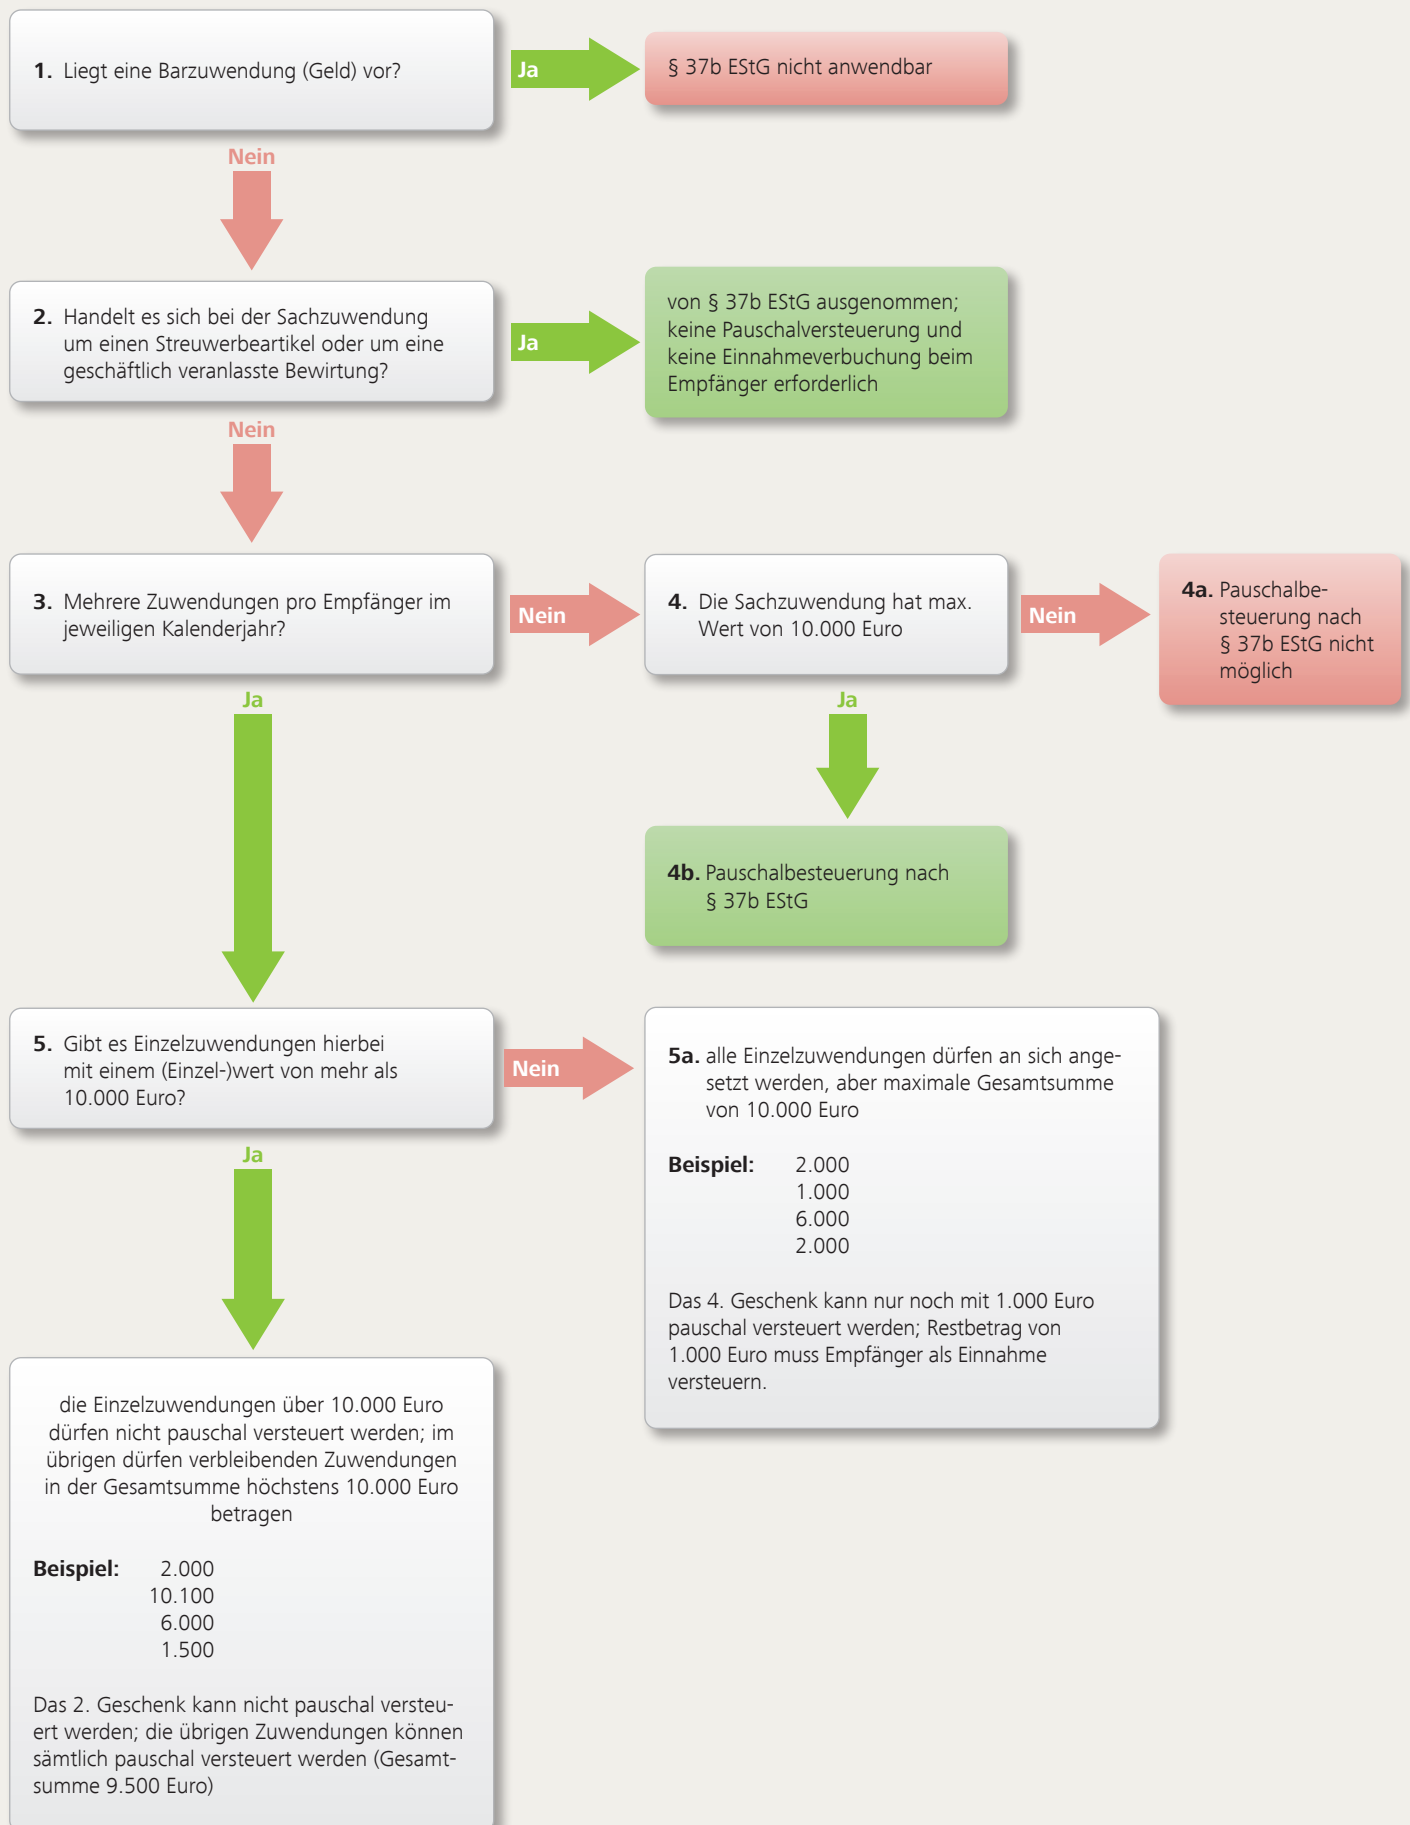 1. Liegt eine Barzuwendung (Geld) vor?
Ja
§ 37b EStG nicht anwendbar
Nein
2. Handelt es sich bei der Sachzuwendung
um einen Streuwerbeartikel oder um eine
geschäftlich veranlasste Bewirtung?
Ja
von § 37b EStG ausgenommen;
keine Pauschalversteuerung und
keine Einnahmeverbuchung beim
Empfänger erforderlich
Nein
3. Mehrere Zuwendungen pro Empfänger im
jeweiligen Kalenderjahr?
Nein
4. Die Sachzuwendung hat max.
Wert von 10.000 Euro
Nein
4a. Pauschalbe-
steuerung nach
§ 37b EStG nicht
möglich
Ja
Ja
4b. Pauschalbesteuerung nach
§ 37b EStG
5. Gibt es Einzelzuwendungen hierbei
mit einem (Einzel-)wert von mehr als
10.000 Euro?
Nein
5a. alle Einzelzuwendungen dürfen an sich ange-
setzt werden, aber maximale Gesamtsumme
von 10.000 Euro
Beispiel: 2.000
1.000
6.000
2.000
Das 4. Geschenk kann nur noch mit 1.000 Euro
pauschal versteuert werden; Restbetrag von
1.000 Euro muss Empfänger als Einnahme
versteuern.
Ja
die Einzelzuwendungen über 10.000 Euro
dürfen nicht pauschal versteuert werden; im
übrigen dürfen verbleibenden Zuwendungen
in der Gesamtsumme höchstens 10.000 Euro
betragen
Beispiel: 2.000
10.100
6.000
1.500
Das 2. Geschenk kann nicht pauschal versteu-
ert werden; die übrigen Zuwendungen können
sämtlich pauschal versteuert werden (Gesamt-
summe 9.500 Euro)